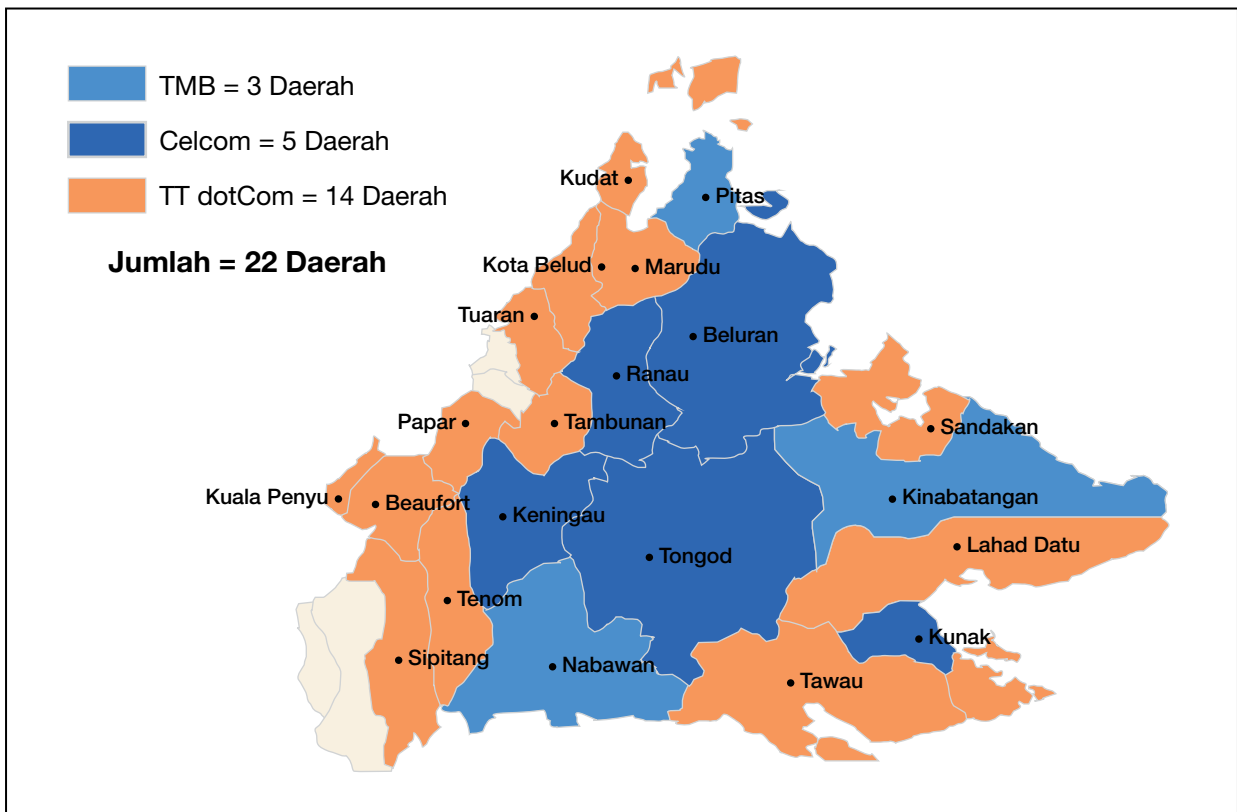 TMB = 3 Daerah
Celcom = 5 Daerah
TT dotCom = 14 Daerah
Jumlah = 22 Daerah
Kudat
Pitas
Kota Belud
Marudu
Tuaran
Beluran
Ranau
Papar
Tambunan
Sandakan
Kuala Penyu
Beaufort
Keningau
Kinabatangan
Tongod
Lahad Datu
Tenom
Kunak
Sipitang
Nabawan
Tawau